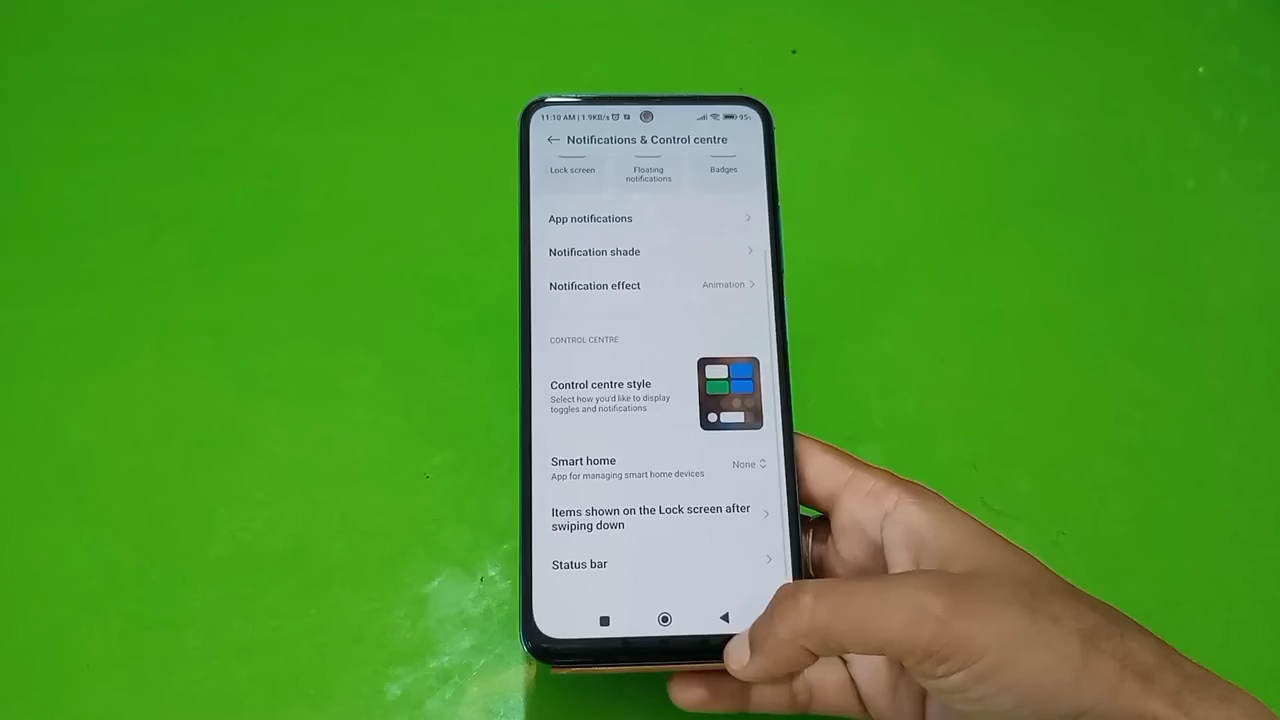 11:10 AM | 1.9KB/s
95%
Notifications & Control centre
Lock screen
Floating
notifications
Badges
App notifications
Notification shade
Notification effect
Animation
CONTROL CENTRE
Control centre style
Select how you'd like to display
toggles and notifications
Smart home
App for managing smart home devices
None
Items shown on the Lock screen after
swiping down
Status bar